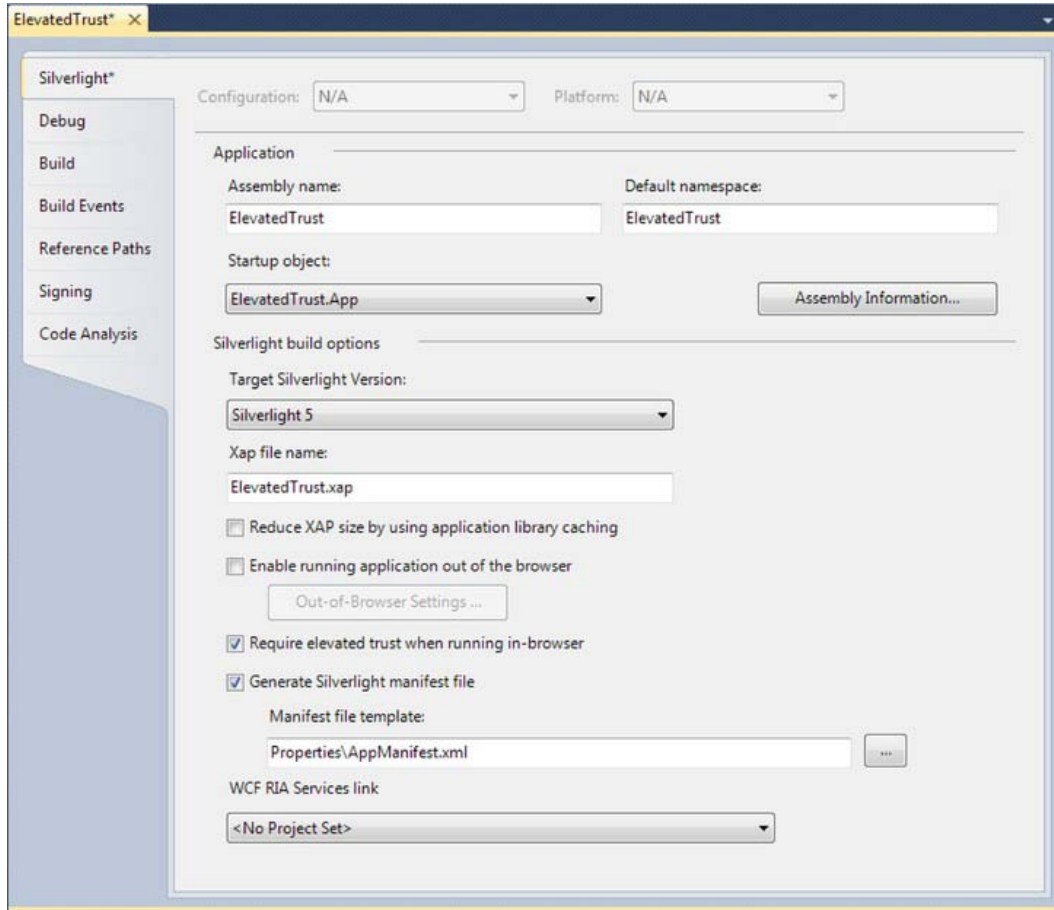 ElevatedTrust*
Silverlight*
Debug
Build
Build Events
Reference Paths
Signing
Code Analysis
Configuration: N/A Platform: N/A
Application
Assembly name: Default namespace:
ElevatedTrust ElevatedTrust
Startup object:
ElevatedTrust.App Assembly Information...
Silverlight build options
Target Silverlight Version:
Silverlight 5
Xap file name:
ElevatedTrust.xap
Reduce XAP size by using application library caching
Enable running application out of the browser
Out-of-Browser Settings ...
Require elevated trust when running in-browser
Generate Silverlight manifest file
Manifest file template:
Properties\AppManifest.xml ...
WCF RIA Services link
<No Project Set>